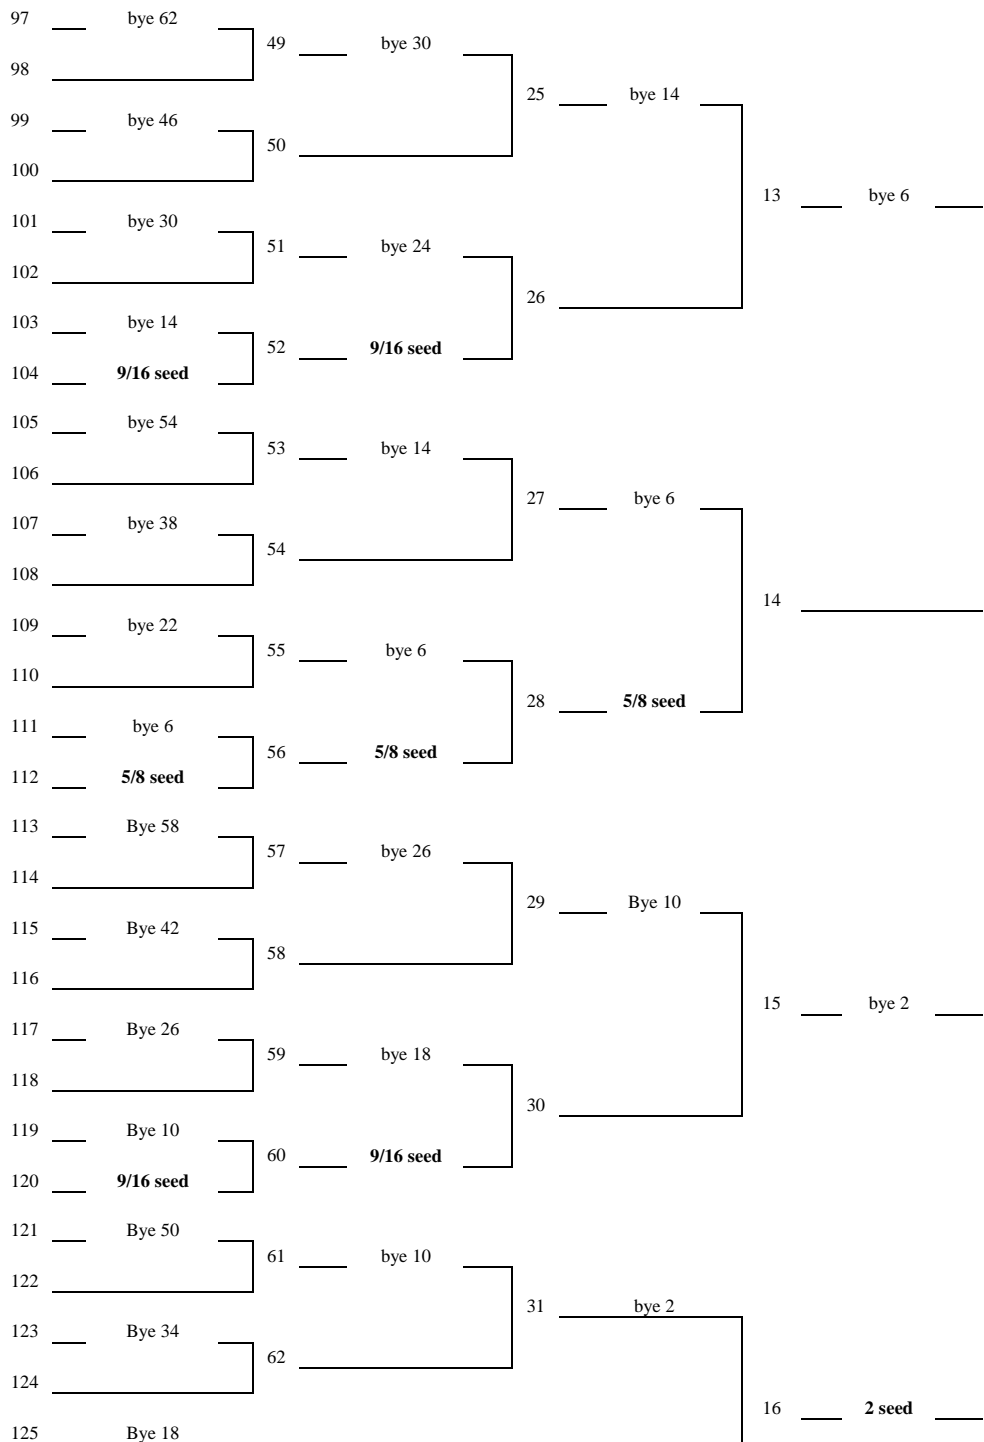 97 bye 62
49 bye 30
98
25 bye 14
99 bye 46
50
100
13 bye 6
101 bye 30
51 bye 24
102
26
103 bye 14
52 9/16 seed
104 9/16 seed
105 bye 54
53 bye 14
106
27 bye 6
107 bye 38
54
108
14
109 bye 22
55 bye 6
110
28 5/8 seed
111 bye 6
56 5/8 seed
112 5/8 seed
113 Bye 58
57 bye 26
114
29 Bye 10
115 Bye 42
58
116
15 bye 2
117 Bye 26
59 bye 18
118
30
119 Bye 10
60 9/16 seed
120 9/16 seed
121 Bye 50
61 bye 10
122
31 bye 2
123 Bye 34
62
124
16 2 seed
125 Bye 18